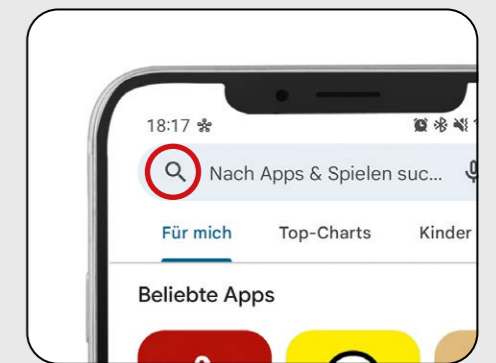 18:17
Nach Apps & Spielen suc...
Für mich Top-Charts Kinder
Beliebte Apps